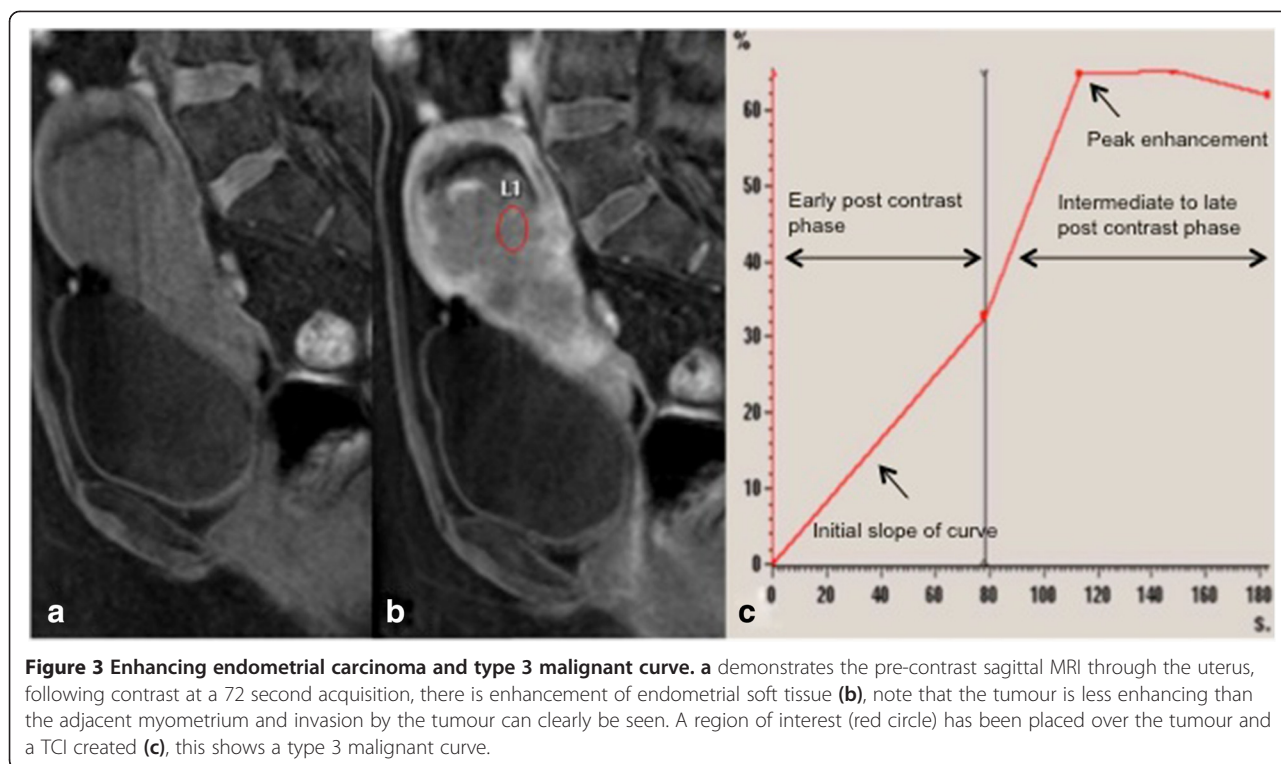 L1
a
b
%
60
50
40
30
20
10
0
Peak enhancement
Early post contrast
phase
Intermediate to late
post contrast phase
Initial slope of curve
0 20 40 60 80 100 120 140 160 180
s.
c
Figure 3 Enhancing endometrial carcinoma and type 3 malignant curve. a demonstrates the pre-contrast sagittal MRI through the uterus,
following contrast at a 72 second acquisition, there is enhancement of endometrial soft tissue (b), note that the tumour is less enhancing than
the adjacent myometrium and invasion by the tumour can clearly be seen. A region of interest (red circle) has been placed over the tumour and
a TCI created (c), this shows a type 3 malignant curve.